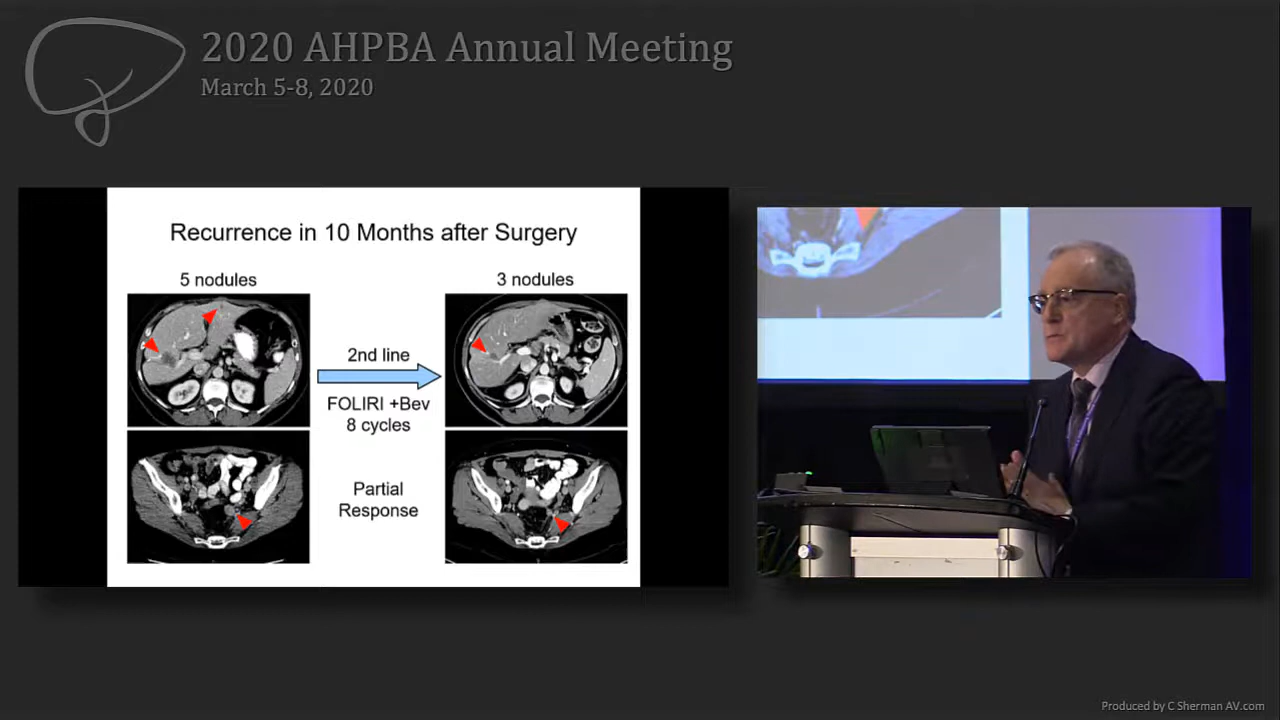 2020 AHPBA Annual Meeting
March 5-8, 2020
Recurrence in 10 Months after Surgery
5 nodules
3 nodules
2nd line
FOLIRI +Bev
8 cycles
Partial
Response
Produced by C Sherman AV.com